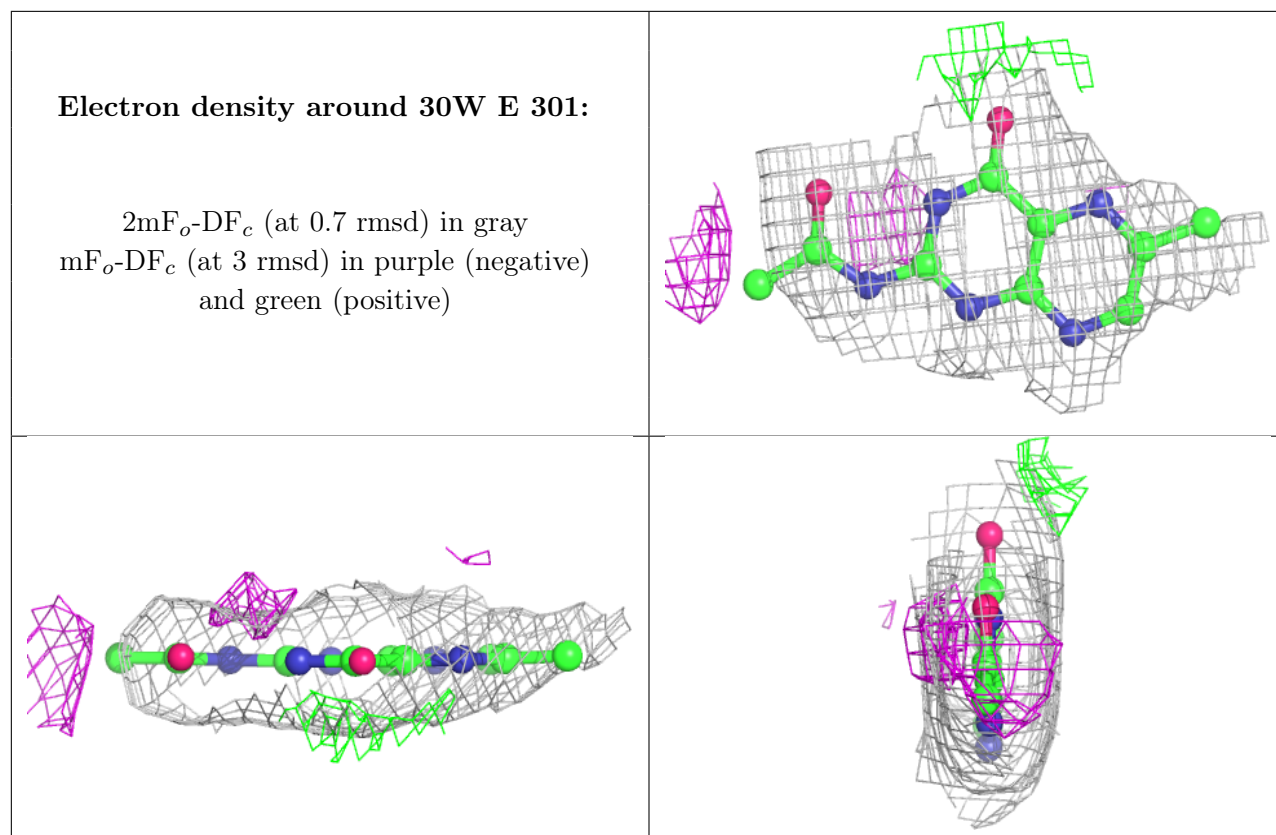 Electron density around 30W E 301:
2mFo-DFc (at 0.7 rmsd) in gray
mFo-DFc (at 3 rmsd) in purple (negative)
and green (positive)